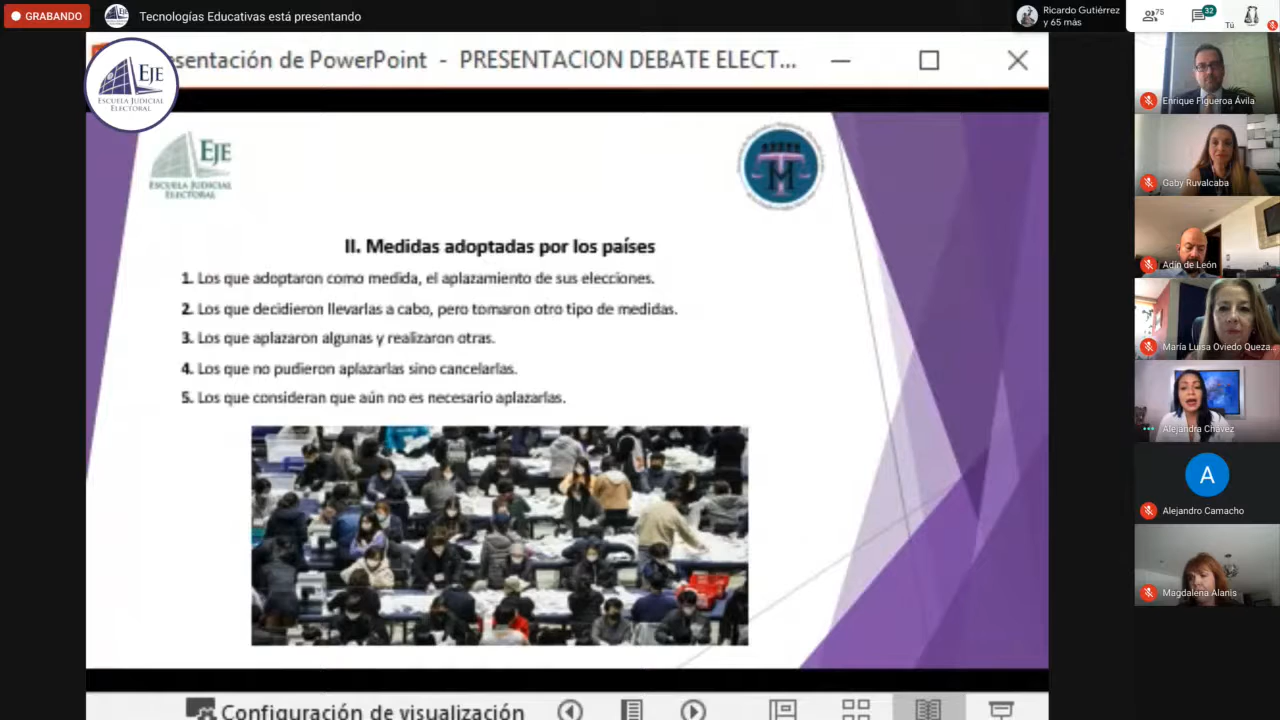 GRABANDO
Tecnologías Educativas está presentando
Ricardo Gutiérrez
y 65 más
75
32
Tú
sentación de PowerPoint - PRESENTACION DEBATE ELECT...
EJE
ESCUELA JUDICIAL
ELECTORAL
EJE
ESCUELA JUDICIAL
ELECTORAL
II. Medidas adoptadas por los países
1. Los que adoptaron como medida, el aplazamiento de sus elecciones.
2. Los que decidieron llevarlas a cabo, pero tomaron otro tipo de medidas.
3. Los que aplazaron algunas y realizaron otras.
4. Los que no pudieron aplazarlas sino cancelarlas.
5. Los que consideran que aún no es necesario aplazarlas.
Configuración de visualización
Enrique Figueroa Ávila
Gaby Ruvalcaba
Adín de León
María Luisa Oviedo Queza...
Alejandra Chávez
A
Alejandro Camacho
Magdalena Alanis